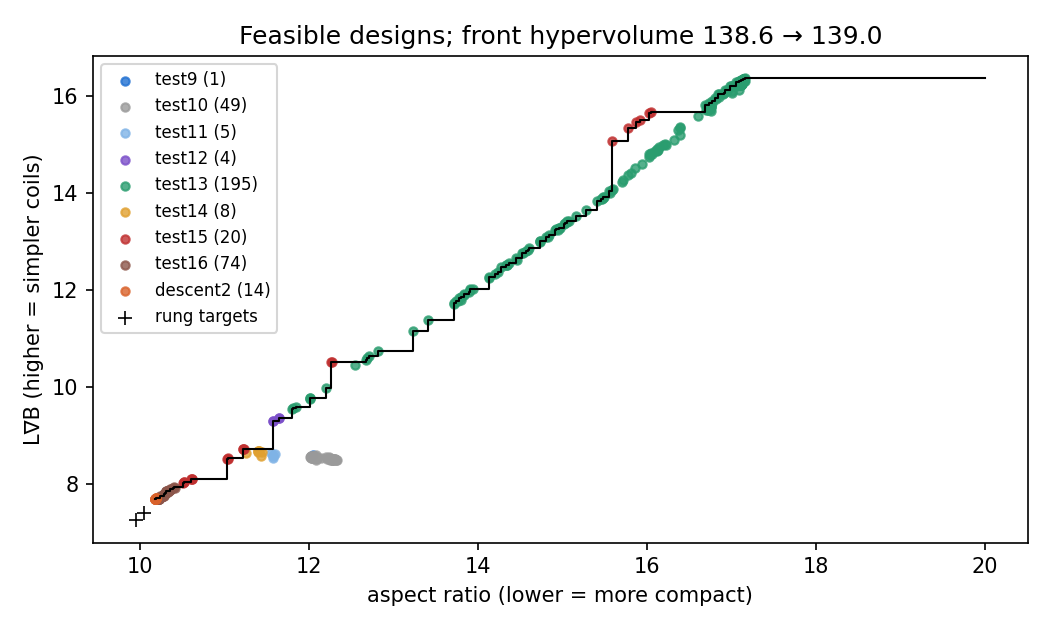 Feasible designs; front hypervolume 138.6 → 139.0
L∇B (higher = simpler coils)
16
14
12
10
8
test9 (1)
test10 (49)
test11 (5)
test12 (4)
test13 (195)
test14 (8)
test15 (20)
test16 (74)
descent2 (14)
rung targets
10 12 14 16 18 20
aspect ratio (lower = more compact)